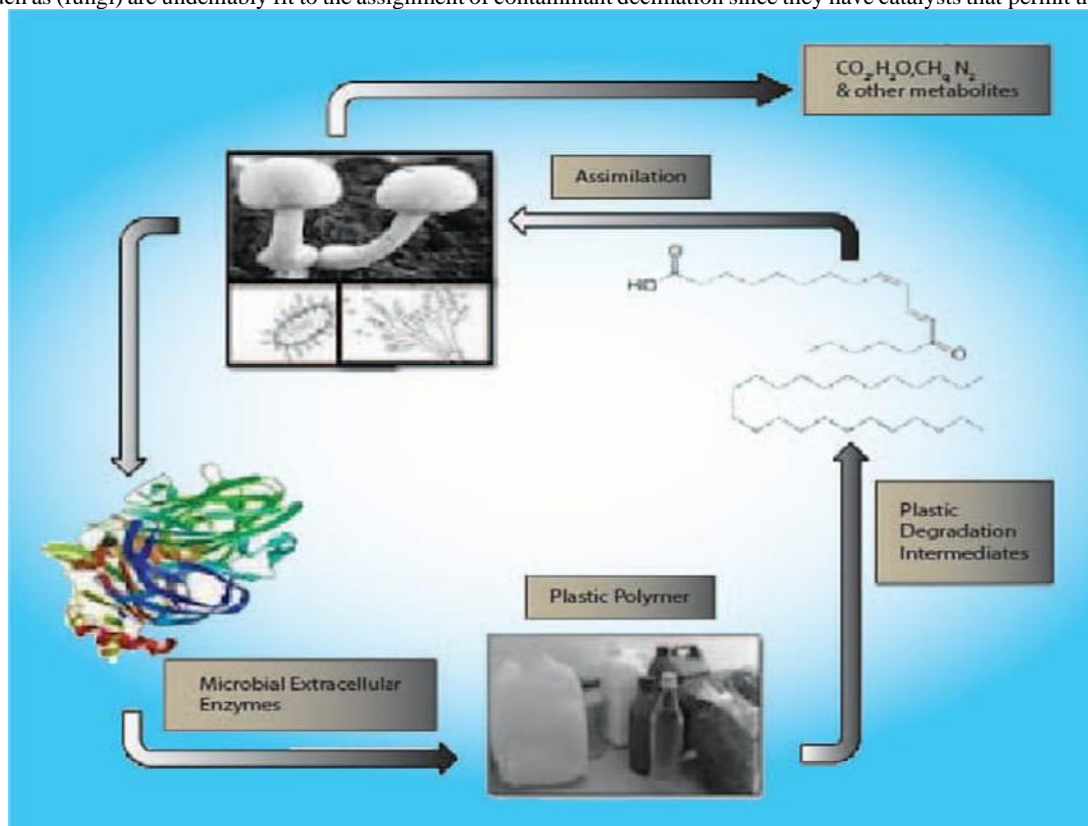 as (fungi) are undeniably fit to the assignment of contaminant decimation since they have catalysts that permit
CO₂,H₂O,CH₄ N₂
& other metabolites
Assimilation
HO
O
O
Plastic
Degradation
Intermediates
Plastic Polymer
Microbial Extracellular
Enzymes